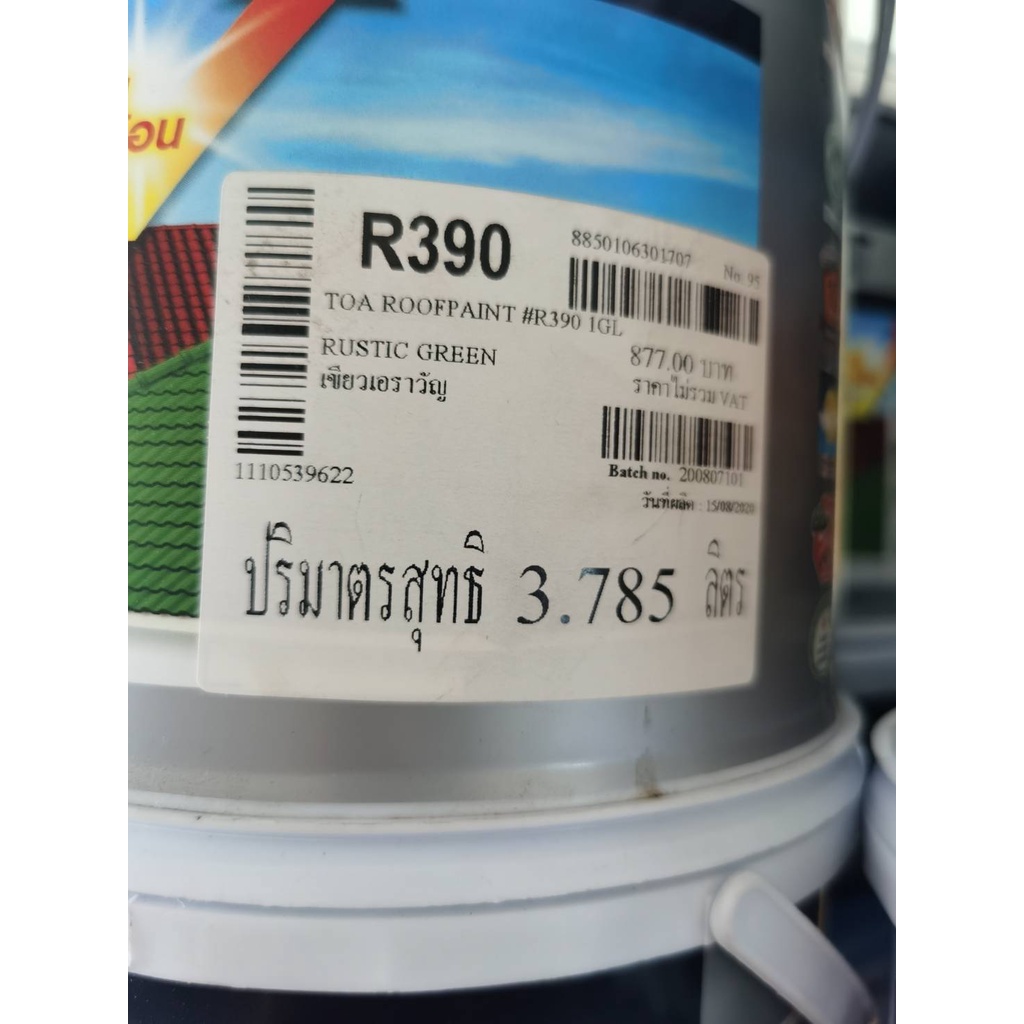 R390
8850106301707
No. 95
TOA ROOFPAINT #R390 1GL
RUSTIC GREEN
877.00 บาท
เขียวเอราวัญ
ราคาไม่รวม VAT
1110539622
Batch no. 200807101
วันที่ผลิต : 15/08/2020
ปริมาตรสุทธิ 3.785 ลิตร